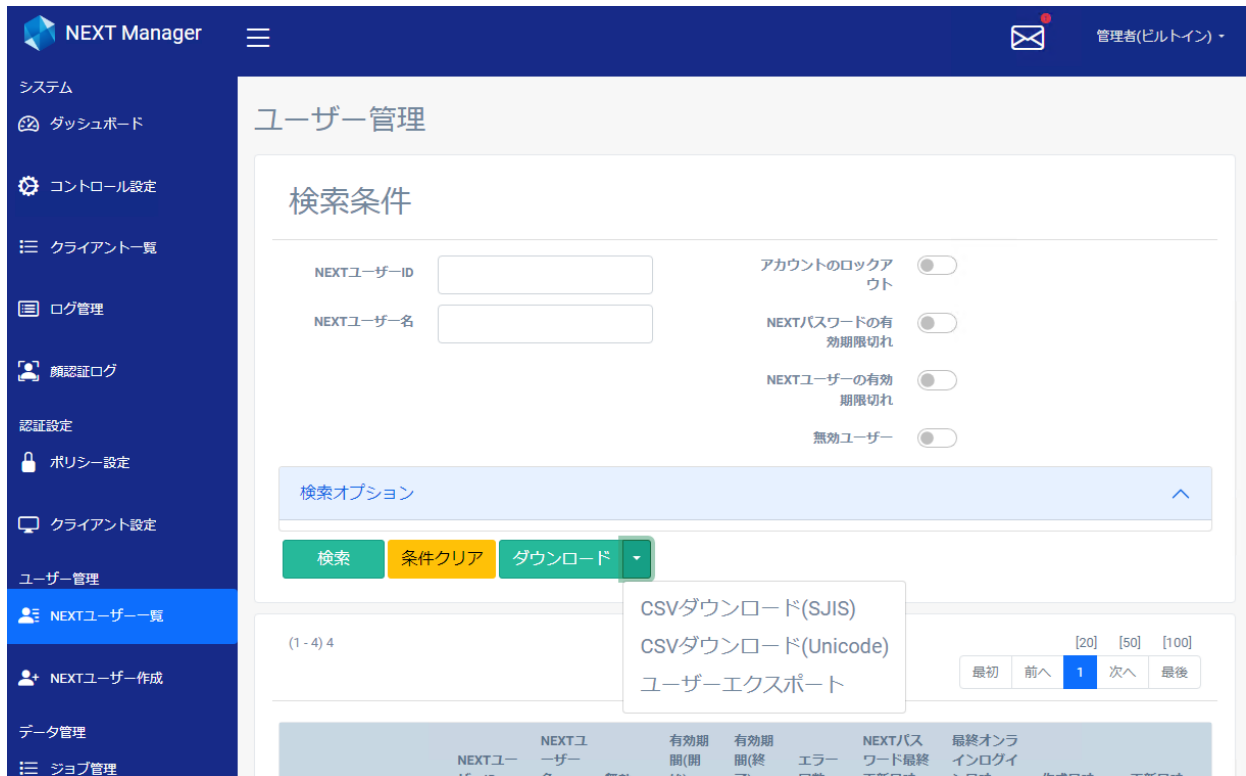 NEXT Manager
管理者(ビルトイン)
システム
ダッシュボード
コントロール設定
クライアント一覧
ログ管理
顔認証ログ
認証設定
ポリシー設定
クライアント設定
ユーザー管理
NEXTユーザー一覧
NEXTユーザー作成
データ管理
ジョブ管理
ユーザー管理
検索条件
NEXTユーザーID
NEXTユーザー名
アカウントのロックア
ウト
NEXTパスワードの有
効期限切れ
NEXTユーザーの有効
期限切れ
無効ユーザー
検索オプション
検索
条件クリア
ダウンロード
CSVダウンロード(SJIS)
CSVダウンロード(Unicode)
ユーザーエクスポート
(1 - 4) 4
[20] [50] [100]
最初 前へ 1 次へ 最後
NEXTユ 有効期 有効期 NEXTパス 最終オンラ
NEXTユー ーザー 間(開 間(終 エラー ワード最終 インログイ